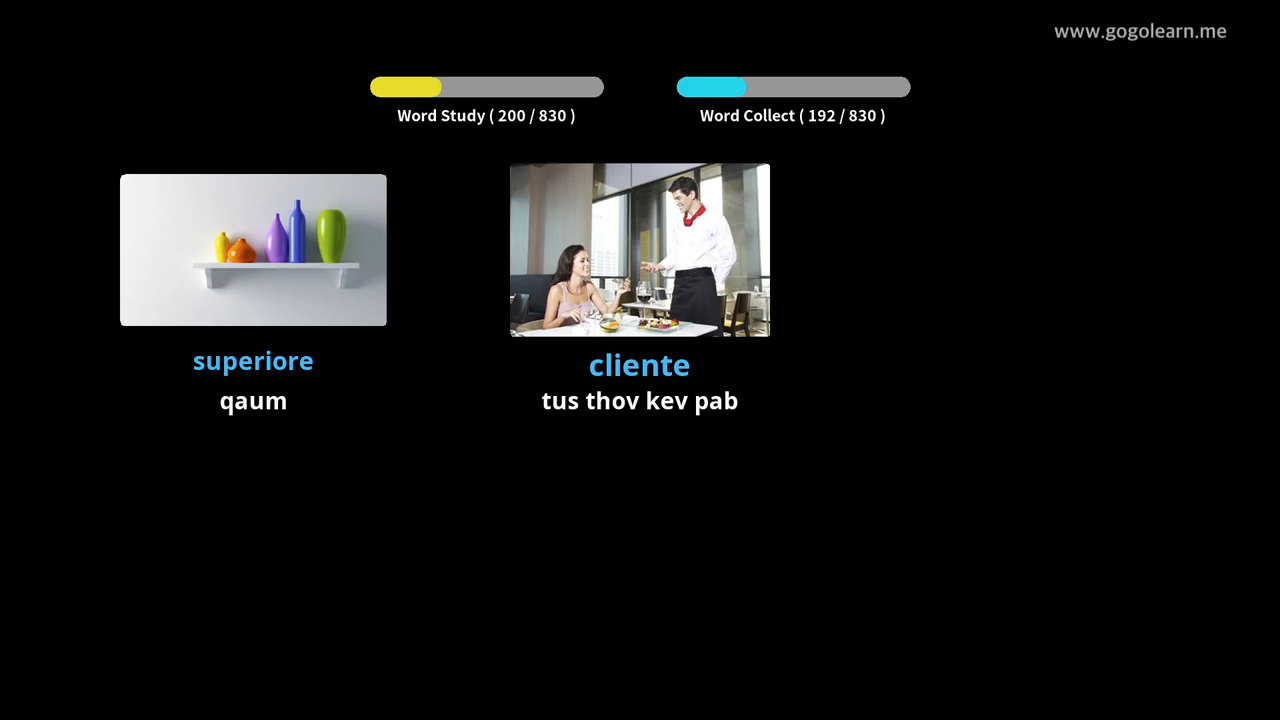 www.gogolearn.me
Word Study ( 200 / 830 )
Word Collect ( 192 / 830 )
superiore
qaum
cliente
tus thov kev pab